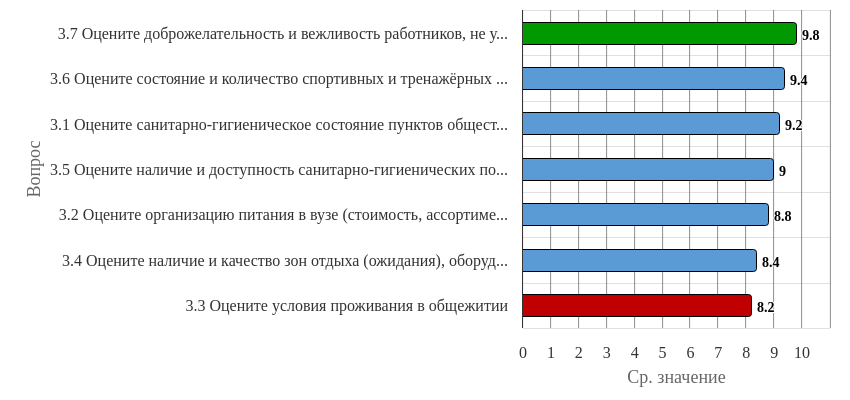 3.7 Оцените доброжелательность и вежливость работников, не у... 9.8
3.6 Оцените состояние и количество спортивных и тренажёрных ... 9.4
3.1 Оцените санитарно-гигиеническое состояние пунктов общест... 9.2
3.5 Оцените наличие и доступность санитарно-гигиенических по... 9
3.2 Оцените организацию питания в вузе (стоимость, ассортиме... 8.8
3.4 Оцените наличие и качество зон отдыха (ожидания), оборуд... 8.4
3.3 Оцените условия проживания в общежитии 8.2
Вопрос
0 1 2 3 4 5 6 7 8 9 10
Ср. значение